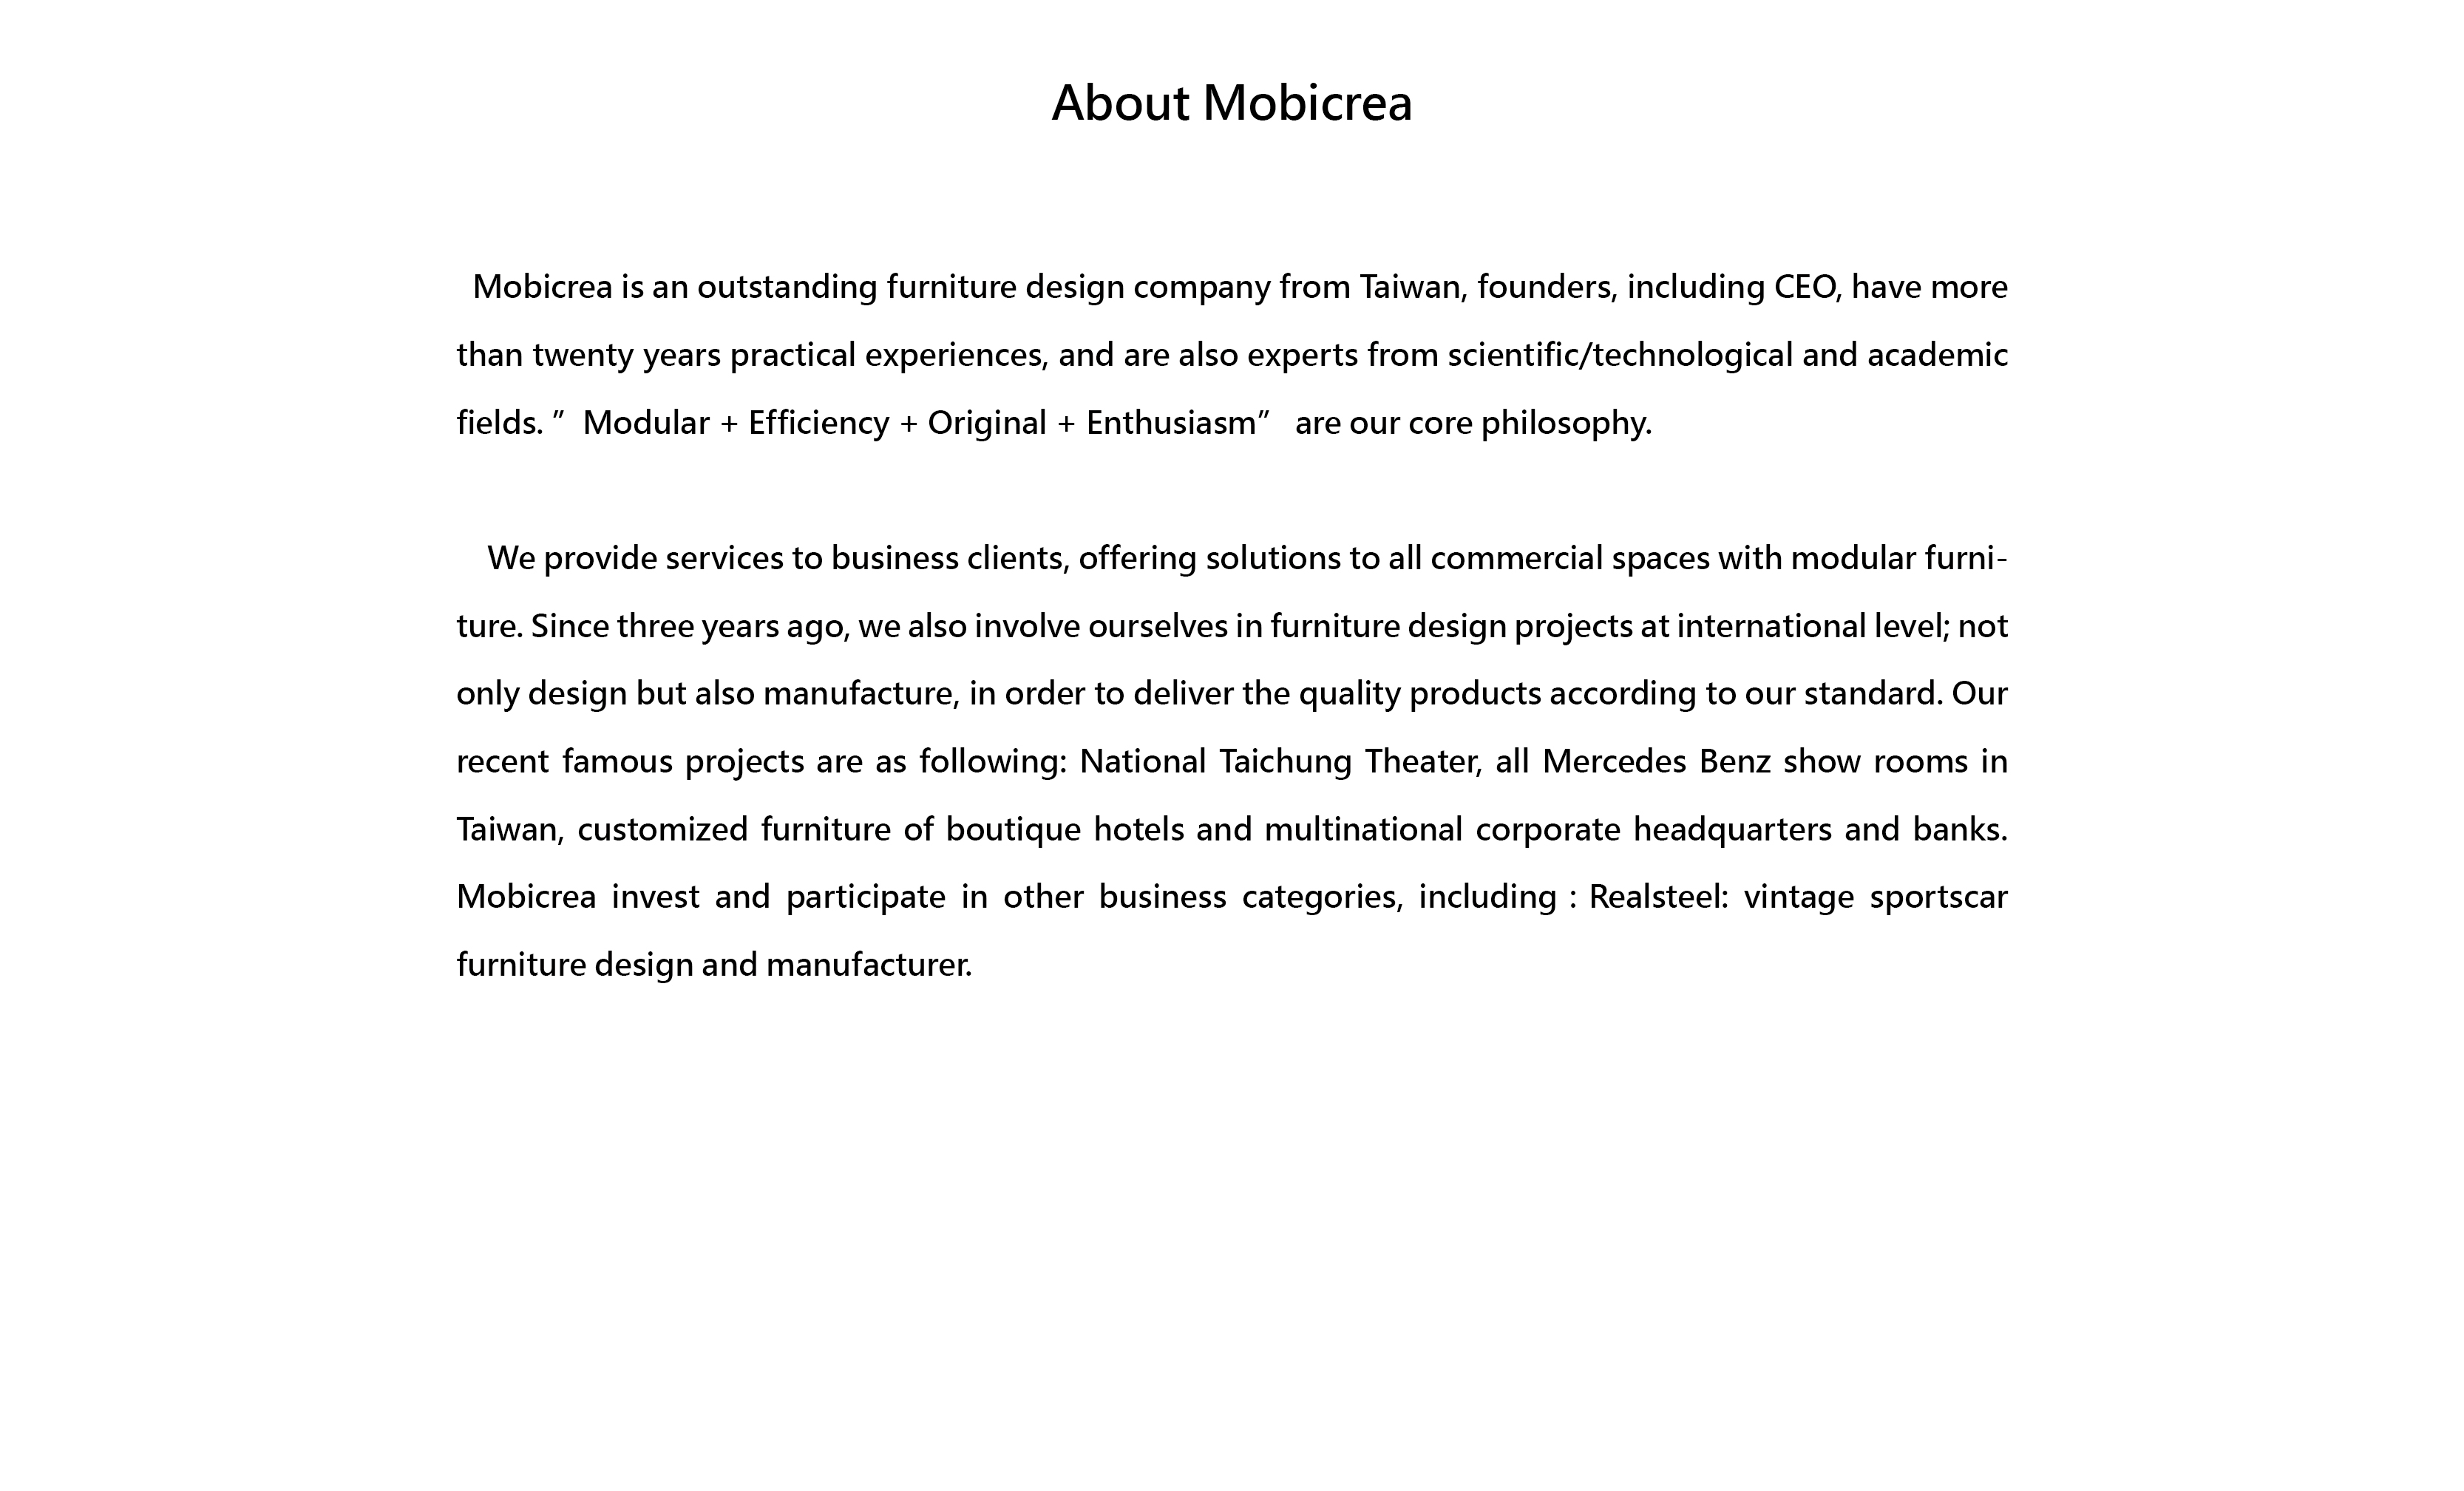 About Mobicrea
Mobicrea is an outstanding furniture design company from Taiwan, founders, including CEO, have more
than twenty years practical experiences, and are also experts from scientific/technological and academic
fields. ” Modular + Efficiency + Original + Enthusiasm” are our core philosophy.
We provide services to business clients, offering solutions to all commercial spaces with modular furni-
ture. Since three years ago, we also involve ourselves in furniture design projects at international level; not
only design but also manufacture, in order to deliver the quality products according to our standard. Our
recent famous projects are as following: National Taichung Theater, all Mercedes Benz show rooms in
Taiwan, customized furniture of boutique hotels and multinational corporate headquarters and banks.
Mobicrea invest and participate in other business categories, including : Realsteel: vintage sportscar
furniture design and manufacturer.